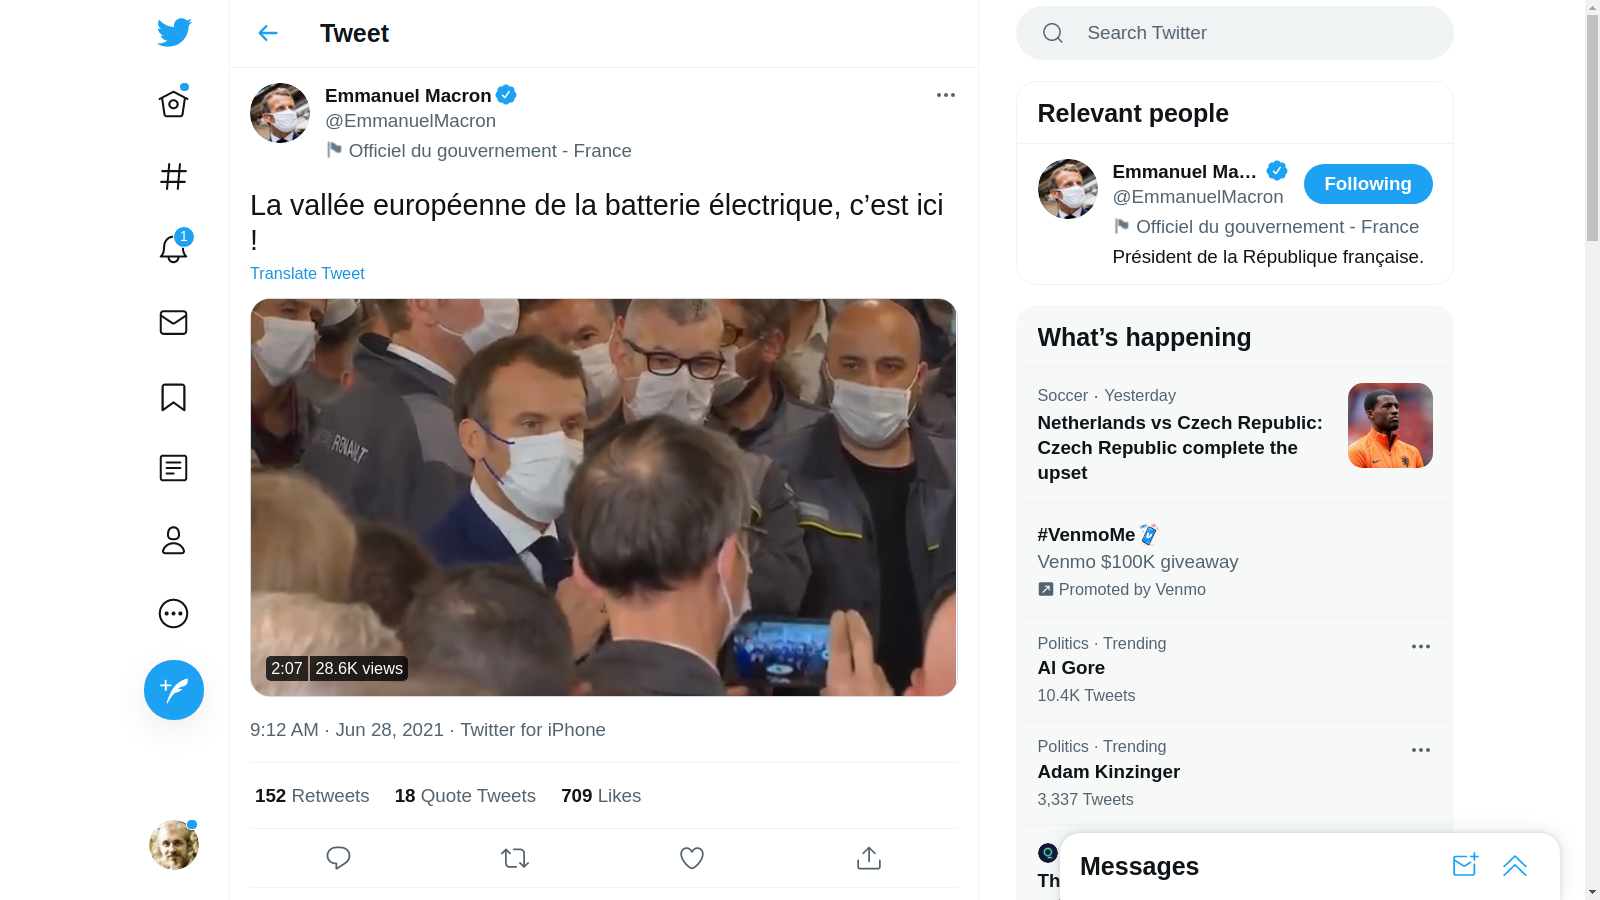 Tweet
Emmanuel Macron
@EmmanuelMacron
Officiel du gouvernement - France
La vallée européenne de la batterie électrique, c’est ici
!
Translate Tweet
RENAULT
2:07
28.6K views
9:12 AM · Jun 28, 2021 · Twitter for iPhone
152 Retweets 18 Quote Tweets 709 Likes
1
Search Twitter
Relevant people
Emmanuel Ma…
@EmmanuelMacron
Following
Officiel du gouvernement - France
Président de la République française.
What’s happening
Soccer · Yesterday
Netherlands vs Czech Republic:
Czech Republic complete the
upset
#VenmoMe
Venmo $100K giveaway
Promoted by Venmo
Politics · Trending
Al Gore
10.4K Tweets
Politics · Trending
Adam Kinzinger
3,337 Tweets
Th
Messages